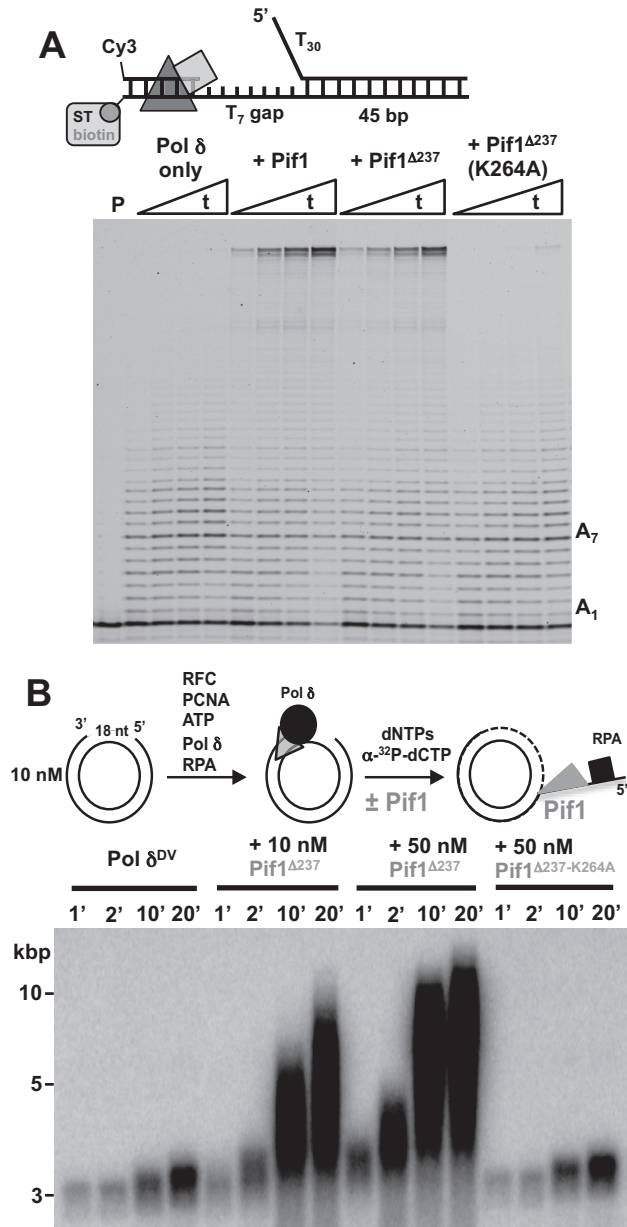 A
5’
T30
Cy3
ST
biotin
T7 gap
45 bp
Pol δ
only
+ Pif1
+ Pif1Δ237
+ Pif1Δ237
(K264A)
P
t
t
t
t
A7
A1
B
RFC
PCNA
ATP
Pol δ
RPA
3’ 18 nt 5’
10 nM
Pol δ
dNTPs
α-32P-dCTP
± Pif1
RPA
5’
Pif1
Pol δDV
+ 10 nM
Pif1Δ237
+ 50 nM
Pif1Δ237
+ 50 nM
Pif1Δ237-K264A
1’ 2’ 10’ 20’ 1’ 2’ 10’ 20’ 1’ 2’ 10’ 20’ 1’ 2’ 10’ 20’
kbp
10
5
3